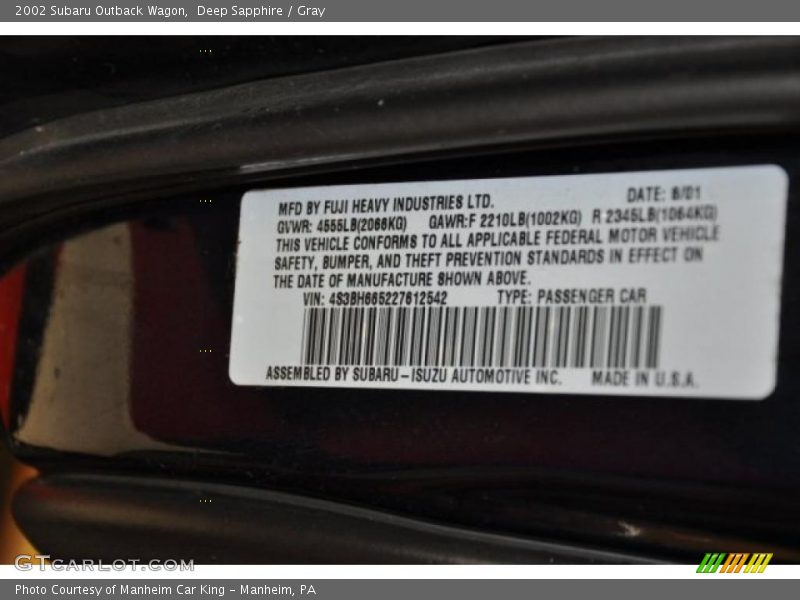 2002 Subaru Outback Wagon,  Deep Sapphire / Gray
MFD BY FUJI HEAVY INDUSTRIES LTD. DATE: 8/01
GVWR: 4555LB(2066KG) GAWR:F 2210LB(1002KG) R 2345LB(1064KG)
THIS VEHICLE CONFORMS TO ALL APPLICABLE FEDERAL MOTOR VEHICLE
SAFETY, BUMPER, AND THEFT PREVENTION STANDARDS IN EFFECT ON
THE DATE OF MANUFACTURE SHOWN ABOVE.
VIN: 4S3BH665227612542 TYPE: PASSENGER CAR
ASSEMBLED BY SUBARU-ISUZU AUTOMOTIVE INC. MADE IN U.S.A.
GTCARLOT.COM
Photo Courtesy of Manheim Car King - Manheim, PA